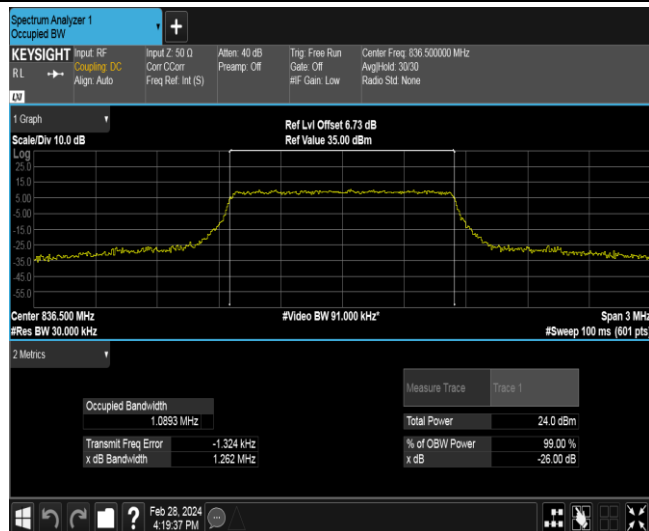 Spectrum Analyzer 1
Occupied BW
+
KEYSIGHT Input: RF Input Z: 50 Ω Atten: 40 dB Trig: Free Run Center Freq: 836.500000 MHz
RL Coupling: DC Corr CCorr Preamp: Off Gate: Off Avg|Hold: 30/30
Align: Auto Freq Ref: Int (S) #IF Gain: Low Radio Std: None
LXI
1 Graph
Ref Lvl Offset 6.73 dB
Scale/Div 10.0 dB Ref Value 35.00 dBm
Log
25.0
15.0
5.00
-5.00
-15.0
-25.0
-35.0
-45.0
-55.0
Center 836.500 MHz #Video BW 91.000 kHz* Span 3 MHz
#Res BW 30.000 kHz #Sweep 100 ms (601 pts)
2 Metrics
Measure Trace Trace 1
Occupied Bandwidth
1.0893 MHz Total Power 24.0 dBm
Transmit Freq Error -1.324 kHz % of OBW Power 99.00 %
x dB Bandwidth 1.262 MHz x dB -26.00 dB
? Feb 28, 2024
4:19:37 PM